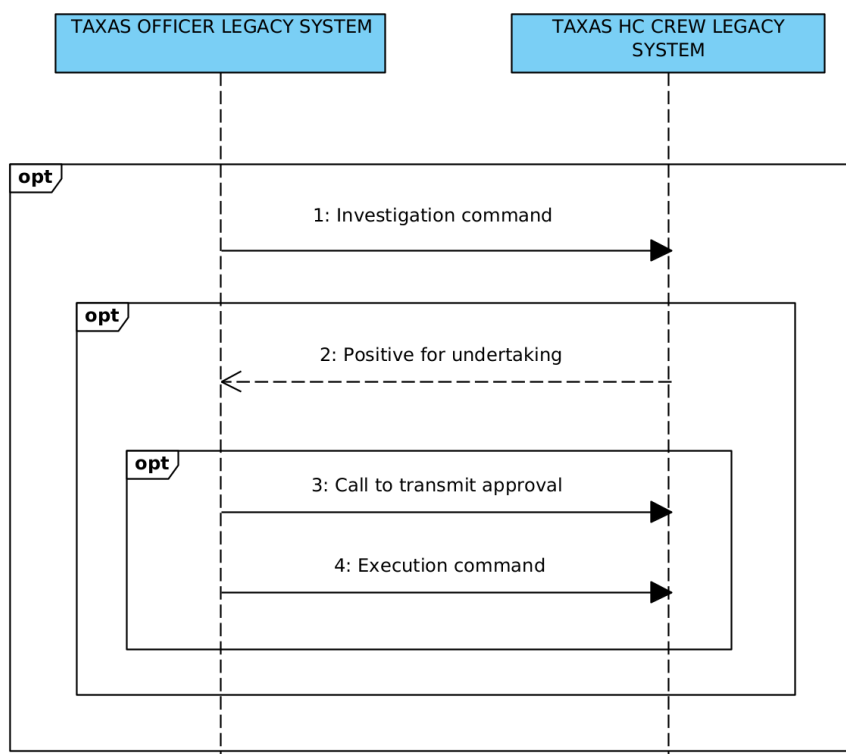 TAXAS OFFICER LEGACY SYSTEM
TAXAS HC CREW LEGACY
SYSTEM
opt
1: Investigation command
opt
2: Positive for undertaking
opt
3: Call to transmit approval
4: Execution command